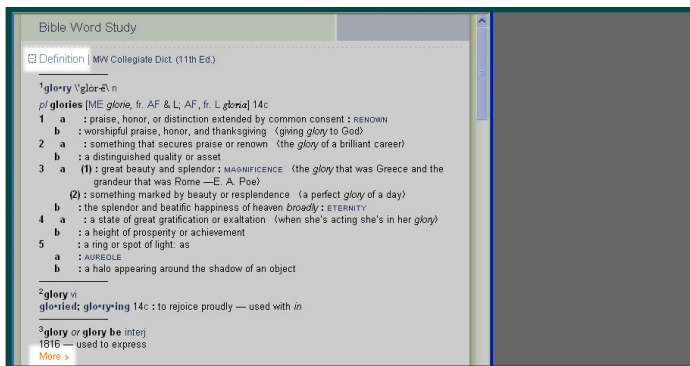 Bible Word Study
Definition | MW Collegiate Dict. (11th Ed.)
¹glo•ry \'glȯr-ē\ n
pl glories [ME glorie, fr. AF & L; AF, fr. L gloria] 14c
1 a : praise, honor, or distinction extended by common consent : RENOWN
b : worshipful praise, honor, and thanksgiving 〈giving glory to God〉
2 a : something that secures praise or renown 〈the glory of a brilliant career〉
b : a distinguished quality or asset
3 a (1) : great beauty and splendor : MAGNIFICENCE 〈the glory that was Greece and the
grandeur that was Rome —E. A. Poe〉
(2) : something marked by beauty or resplendence 〈a perfect glory of a day〉
b : the splendor and beatific happiness of heaven broadly : ETERNITY
4 a : a state of great gratification or exaltation 〈when she's acting she's in her glory〉
b : a height of prosperity or achievement
5 : a ring or spot of light: as
a : AUREOLE
b : a halo appearing around the shadow of an object
²glory vi
glo•ried; glo•ry•ing 14c : to rejoice proudly — used with in
³glory or glory be interj
1816 — used to express
More »